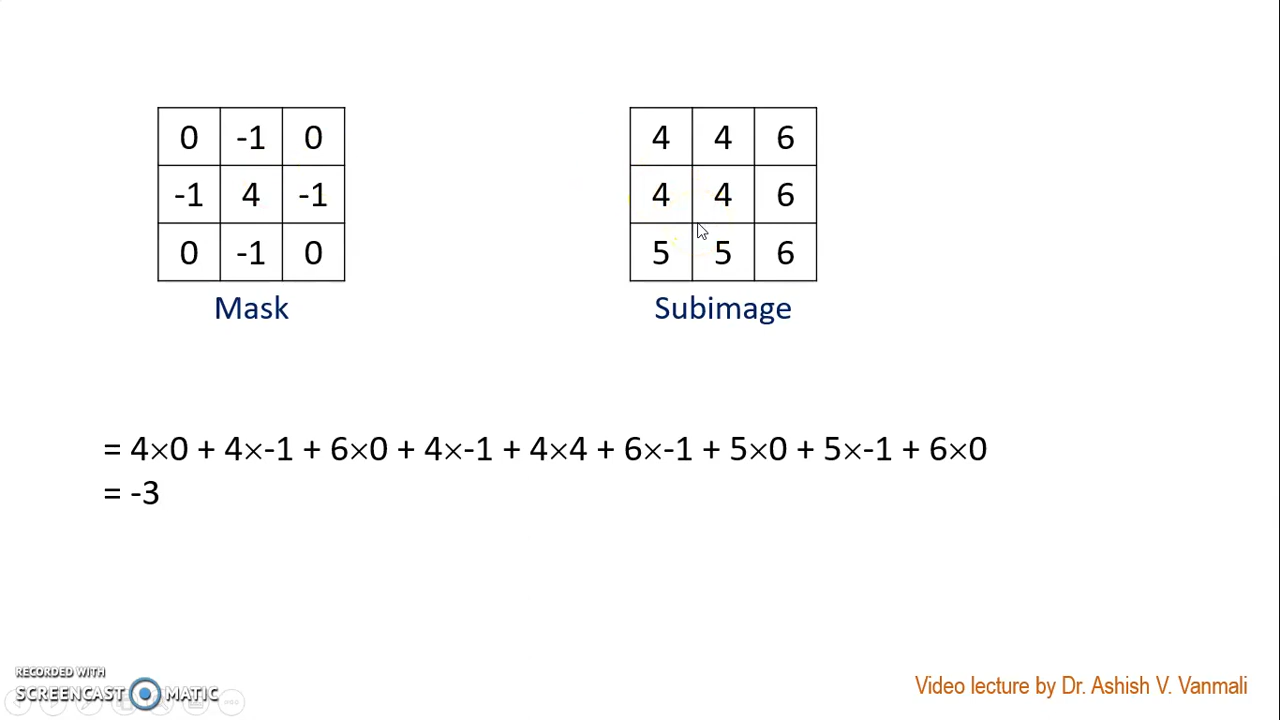 0 -1 0
-1 4 -1
0 -1 0
Mask
4 4 6
4 4 6
5 5 6
Subimage
= 4×0 + 4×-1 + 6×0 + 4×-1 + 4×4 + 6×-1 + 5×0 + 5×-1 + 6×0
= -3
RECORDED WITH
SCREENCAST MATIC
Video lecture by Dr. Ashish V. Vanmali